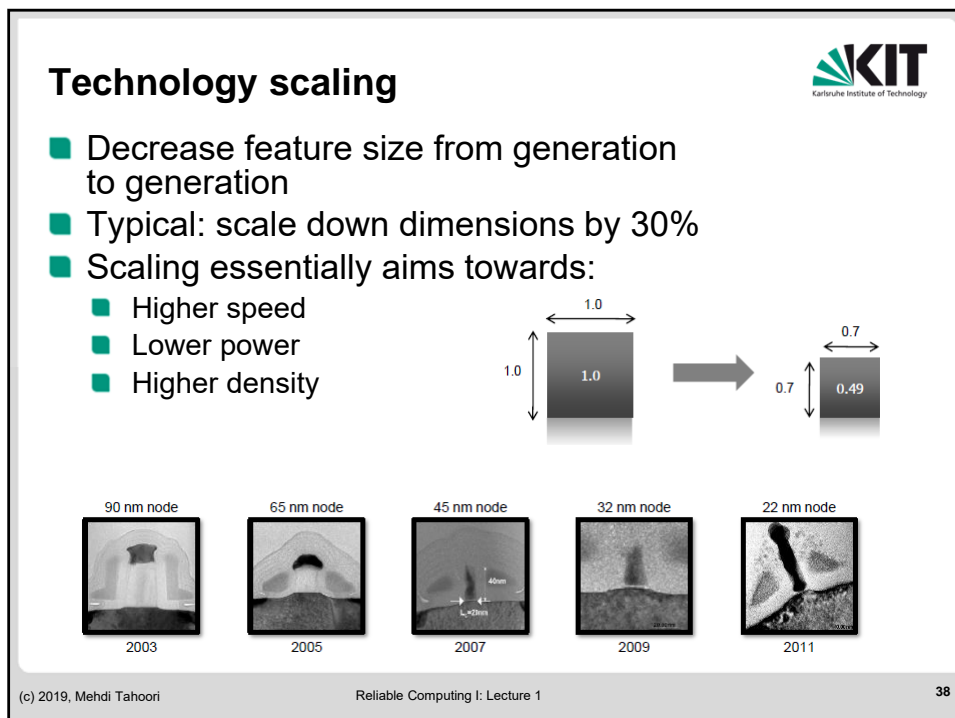 Technology scaling
KIT
Karlsruhe Institute of Technology
Decrease feature size from generation
to generation
Typical: scale down dimensions by 30%
Scaling essentially aims towards:
Higher speed
Lower power
Higher density
1.0
1.0
1.0
0.7
0.7
0.49
90 nm node
65 nm node
45 nm node
32 nm node
22 nm node
40nm
2003
2005
2007
2009
2011
(c) 2019, Mehdi Tahoori
Reliable Computing I: Lecture 1
38